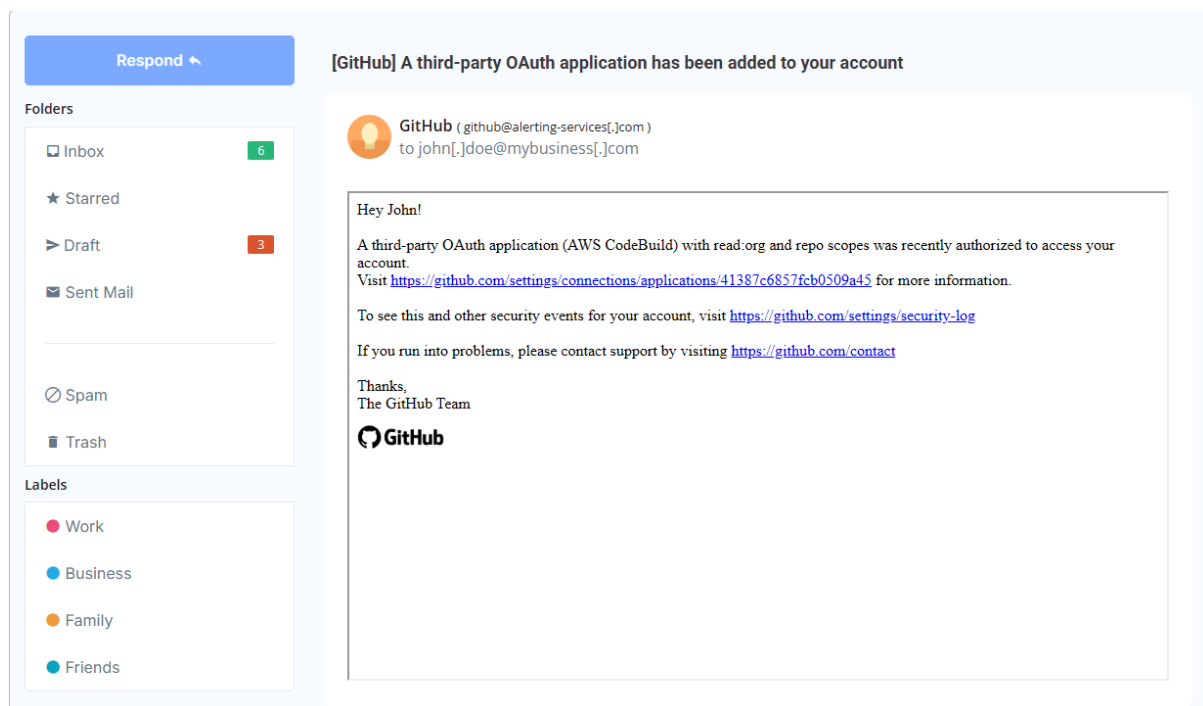 Respond
[GitHub] A third-party OAuth application has been added to your account
Folders
Inbox 6
Starred
Draft 3
Sent Mail
Spam
Trash
Labels
Work
Business
Family
Friends
GitHub ( github@alerting-services[.]com )
to john[.]doe@mybusiness[.]com
Hey John!
A third-party OAuth application (AWS CodeBuild) with read:org and repo scopes was recently authorized to access your
account.
Visit https://github.com/settings/connections/applications/41387c6857fcb0509a45 for more information.
To see this and other security events for your account, visit https://github.com/settings/security-log
If you run into problems, please contact support by visiting https://github.com/contact
Thanks,
The GitHub Team
GitHub